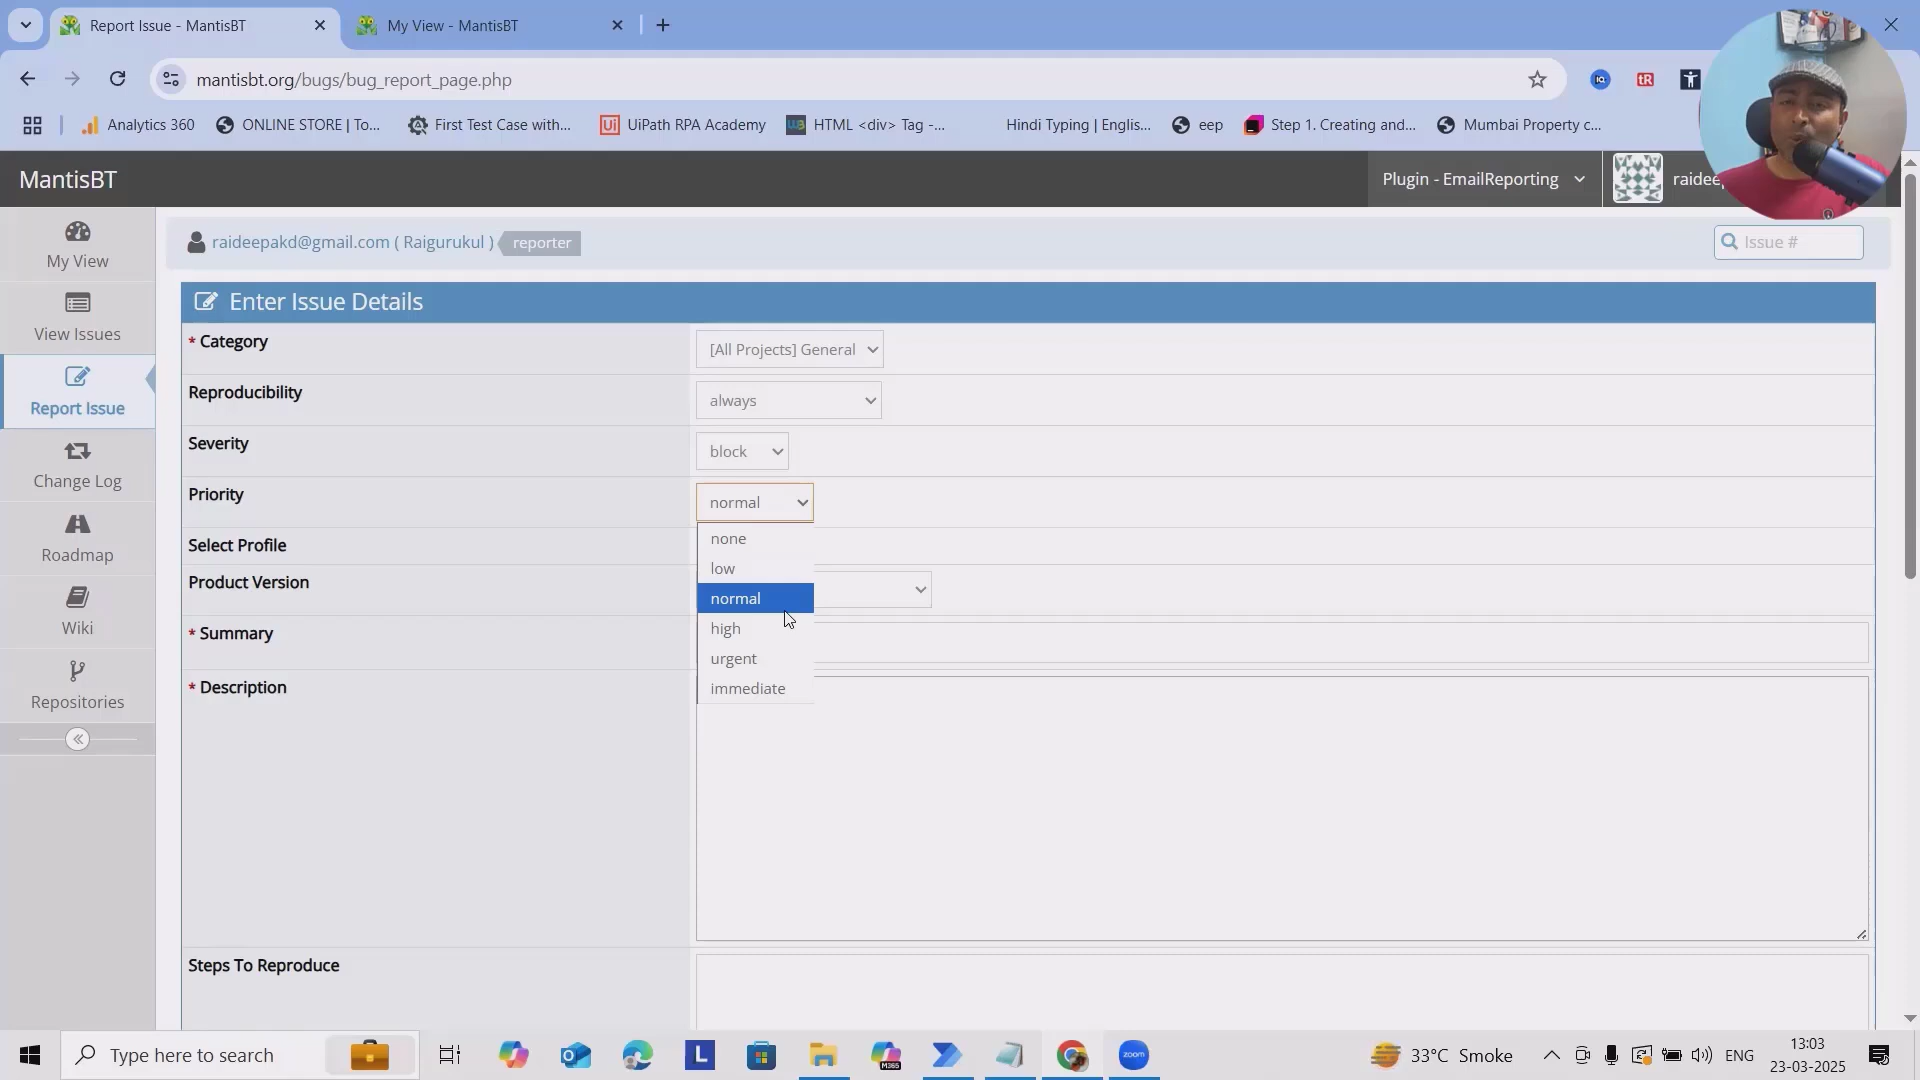 Report Issue - MantisBT
My View - MantisBT
mantisbt.org/bugs/bug_report_page.php
Analytics 360
ONLINE STORE | To...
First Test Case with...
UiPath RPA Academy
HTML <div> Tag -...
Hindi Typing | Englis...
eep
Step 1. Creating and...
Mumbai Property c...
MantisBT
Plugin - EmailReporting
raidee
My View
View Issues
Report Issue
Change Log
Roadmap
Wiki
Repositories
raideepakd@gmail.com ( Raigurukul )
reporter
Issue #
Enter Issue Details
* Category
[All Projects] General
Reproducibility
always
Severity
block
Priority
normal
none
low
normal
high
urgent
immediate
Select Profile
Product Version
* Summary
* Description
Steps To Reproduce
Type here to search
L
M365
zoom
33°C Smoke
ENG
13:03
23-03-2025